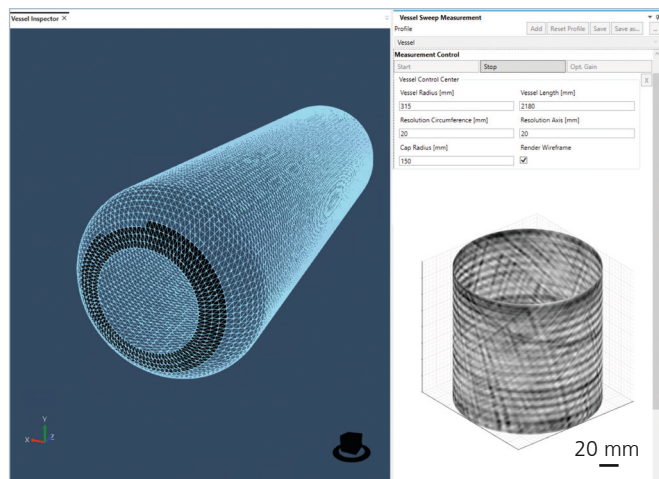 Vessel Inspector ×
Vessel Sweep Measurement
Profile
Add Reset Profile Save Save as... ...
Vessel
Measurement Control
Start Stop Opt. Gain
Vessel Control Center X
Vessel Radius [mm] Vessel Length [mm]
315 2180
Resolution Circumference [mm] Resolution Axis [mm]
20 20
Cap Radius [mm] Render Wireframe
150
Y
X Z
20 mm